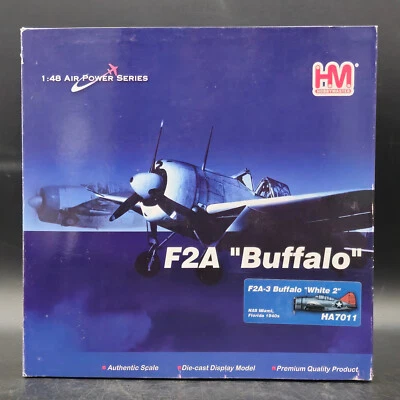 1:48 AIR POWER SERIES
HM
HOBBYMASTER
F2A "Buffalo"
F2A-3 Buffalo "White 2"
NAS Miami,
Florida 1940s
HA7011
Authentic Scale
Die-cast Display Model
Premium Quality Product